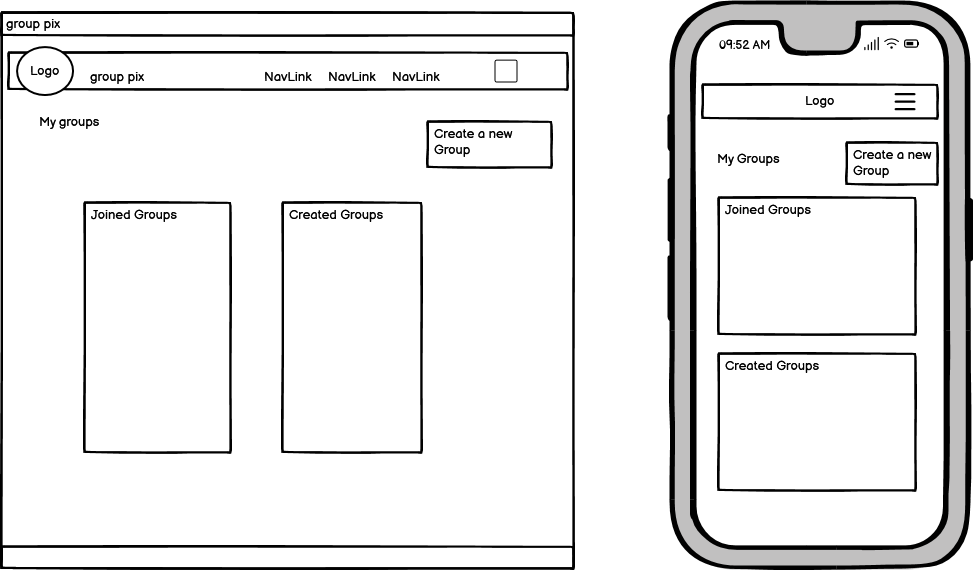 group pix
Logo
group pix
NavLink
NavLink
NavLink
My groups
Create a new
Group
Joined Groups
Created Groups
09:52 AM
Logo
My Groups
Create a new
Group
Joined Groups
Created Groups